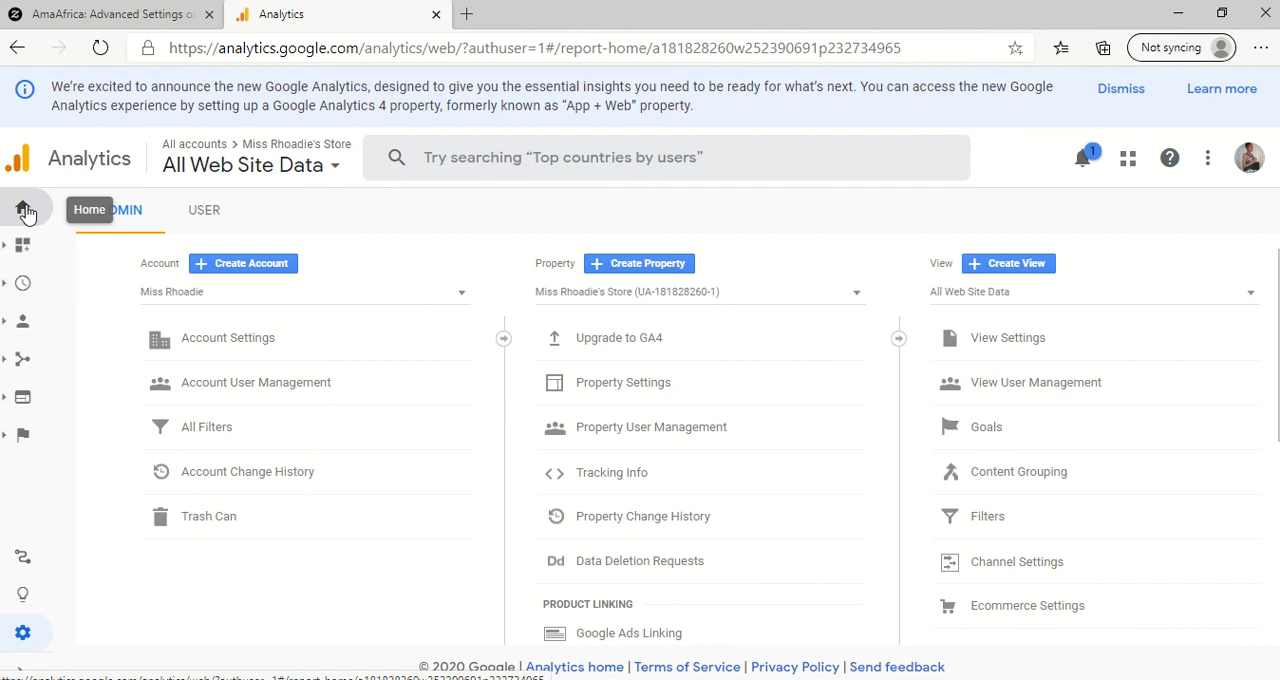 AmaAfrica: Advanced Settings o
Analytics
https://analytics.google.com/analytics/web/?authuser=1#/report-home/a181828260w252390691p232734965
Not syncing
We're excited to announce the new Google Analytics, designed to give you the essential insights you need to be ready for what's next. You can access the new Google
Analytics experience by setting up a Google Analytics 4 property, formerly known as “App + Web” property.
Dismiss
Learn more
Analytics
All accounts > Miss Rhoadie's Store
All Web Site Data
Try searching “Top countries by users”
1
Home
DMIN
USER
Account
+ Create Account
Property
+ Create Property
View
+ Create View
Miss Rhoadie
Miss Rhoadie's Store (UA-181828260-1)
All Web Site Data
Account Settings
Account User Management
All Filters
Account Change History
Trash Can
Upgrade to GA4
Property Settings
Property User Management
<> Tracking Info
Property Change History
Dd Data Deletion Requests
PRODUCT LINKING
Google Ads Linking
View Settings
View User Management
Goals
Content Grouping
Filters
Channel Settings
Ecommerce Settings
© 2020 Google | Analytics home | Terms of Service | Privacy Policy | Send feedback